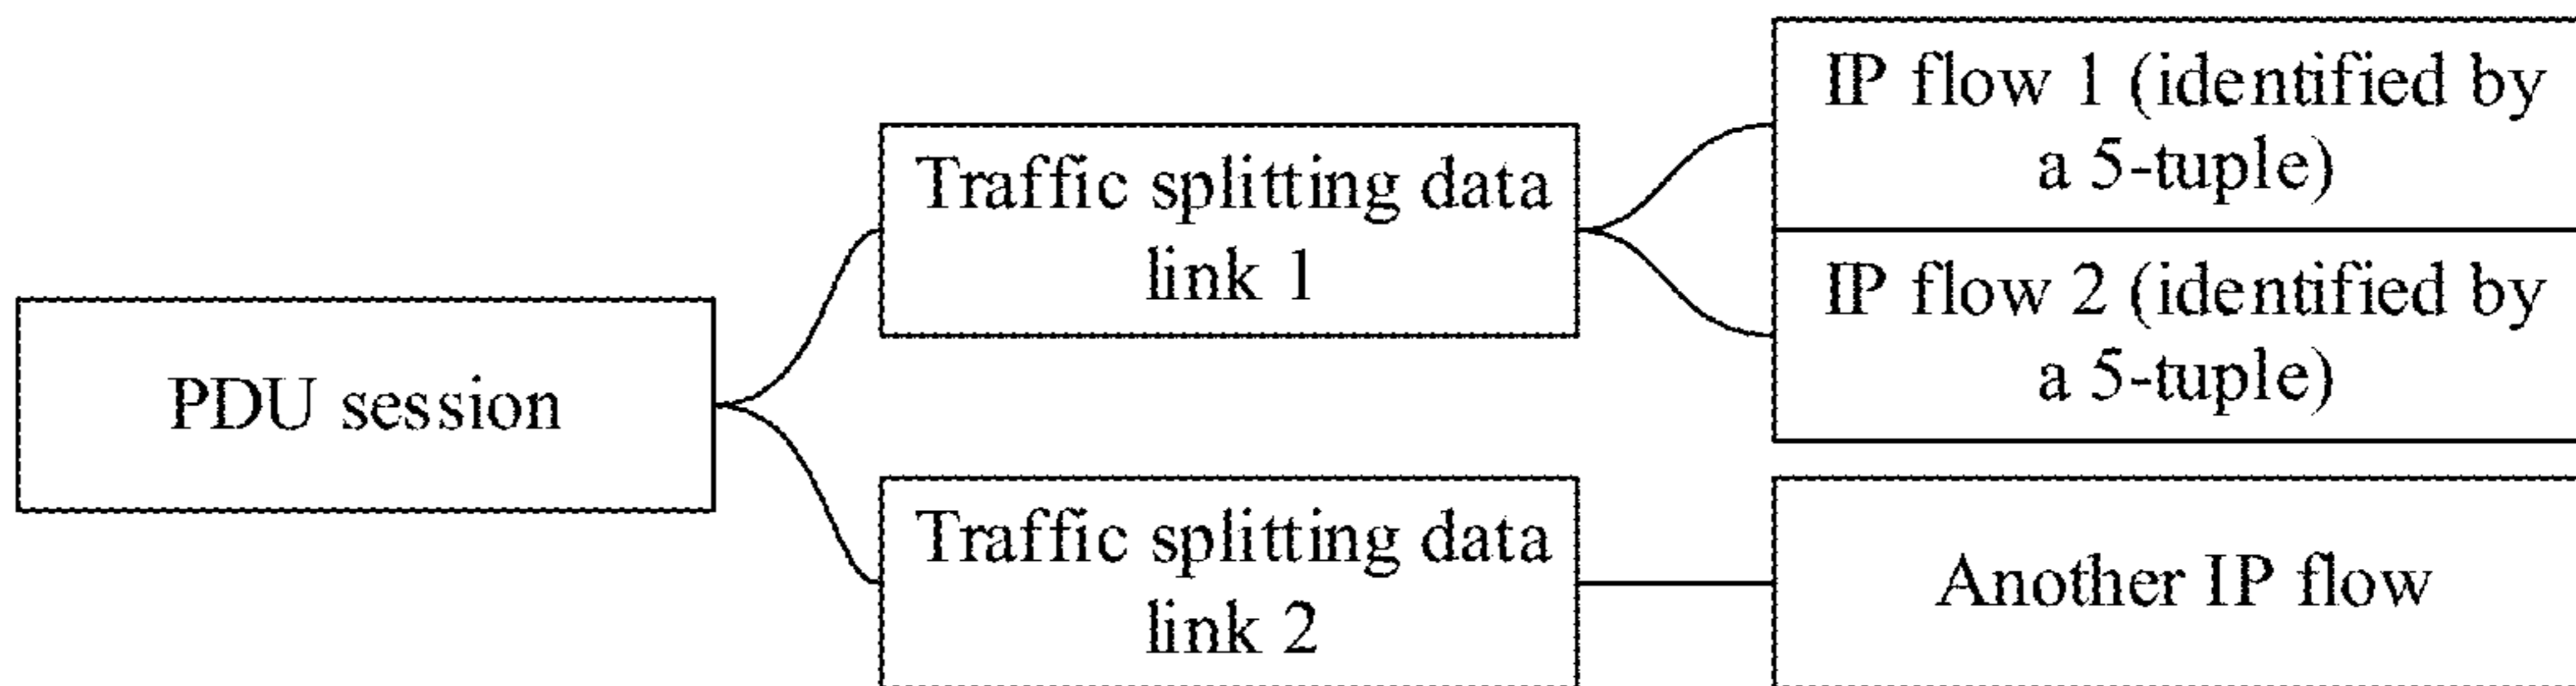 PDU session
Traffic splitting data
link 1
Traffic splitting data
link 2
IP flow 1 (identified by
a 5-tuple)
IP flow 2 (identified by
a 5-tuple)
Another IP flow